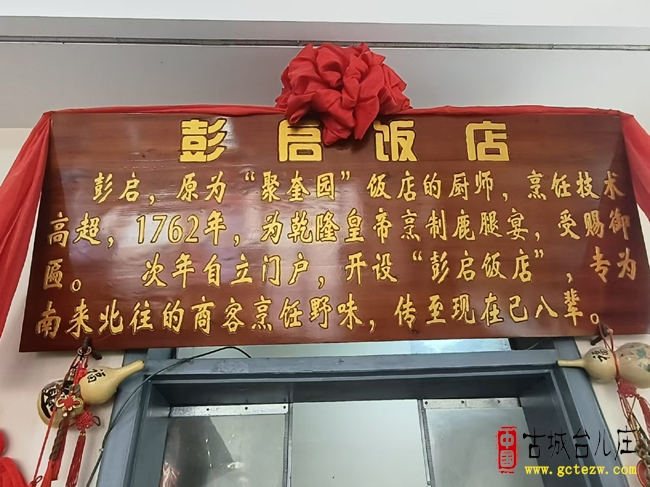 彭启饭店
彭启，原为“聚奎园”饭店的厨师，烹饪技术
高超，1762年，为乾隆皇帝烹制鹿腿宴，受赐御
匾。 次年自立门户，开设“彭启饭店”，专为
南来北往的商客烹饪野味，传至现在已八辈。
福
中国
古城台儿庄
www.gctezw.com